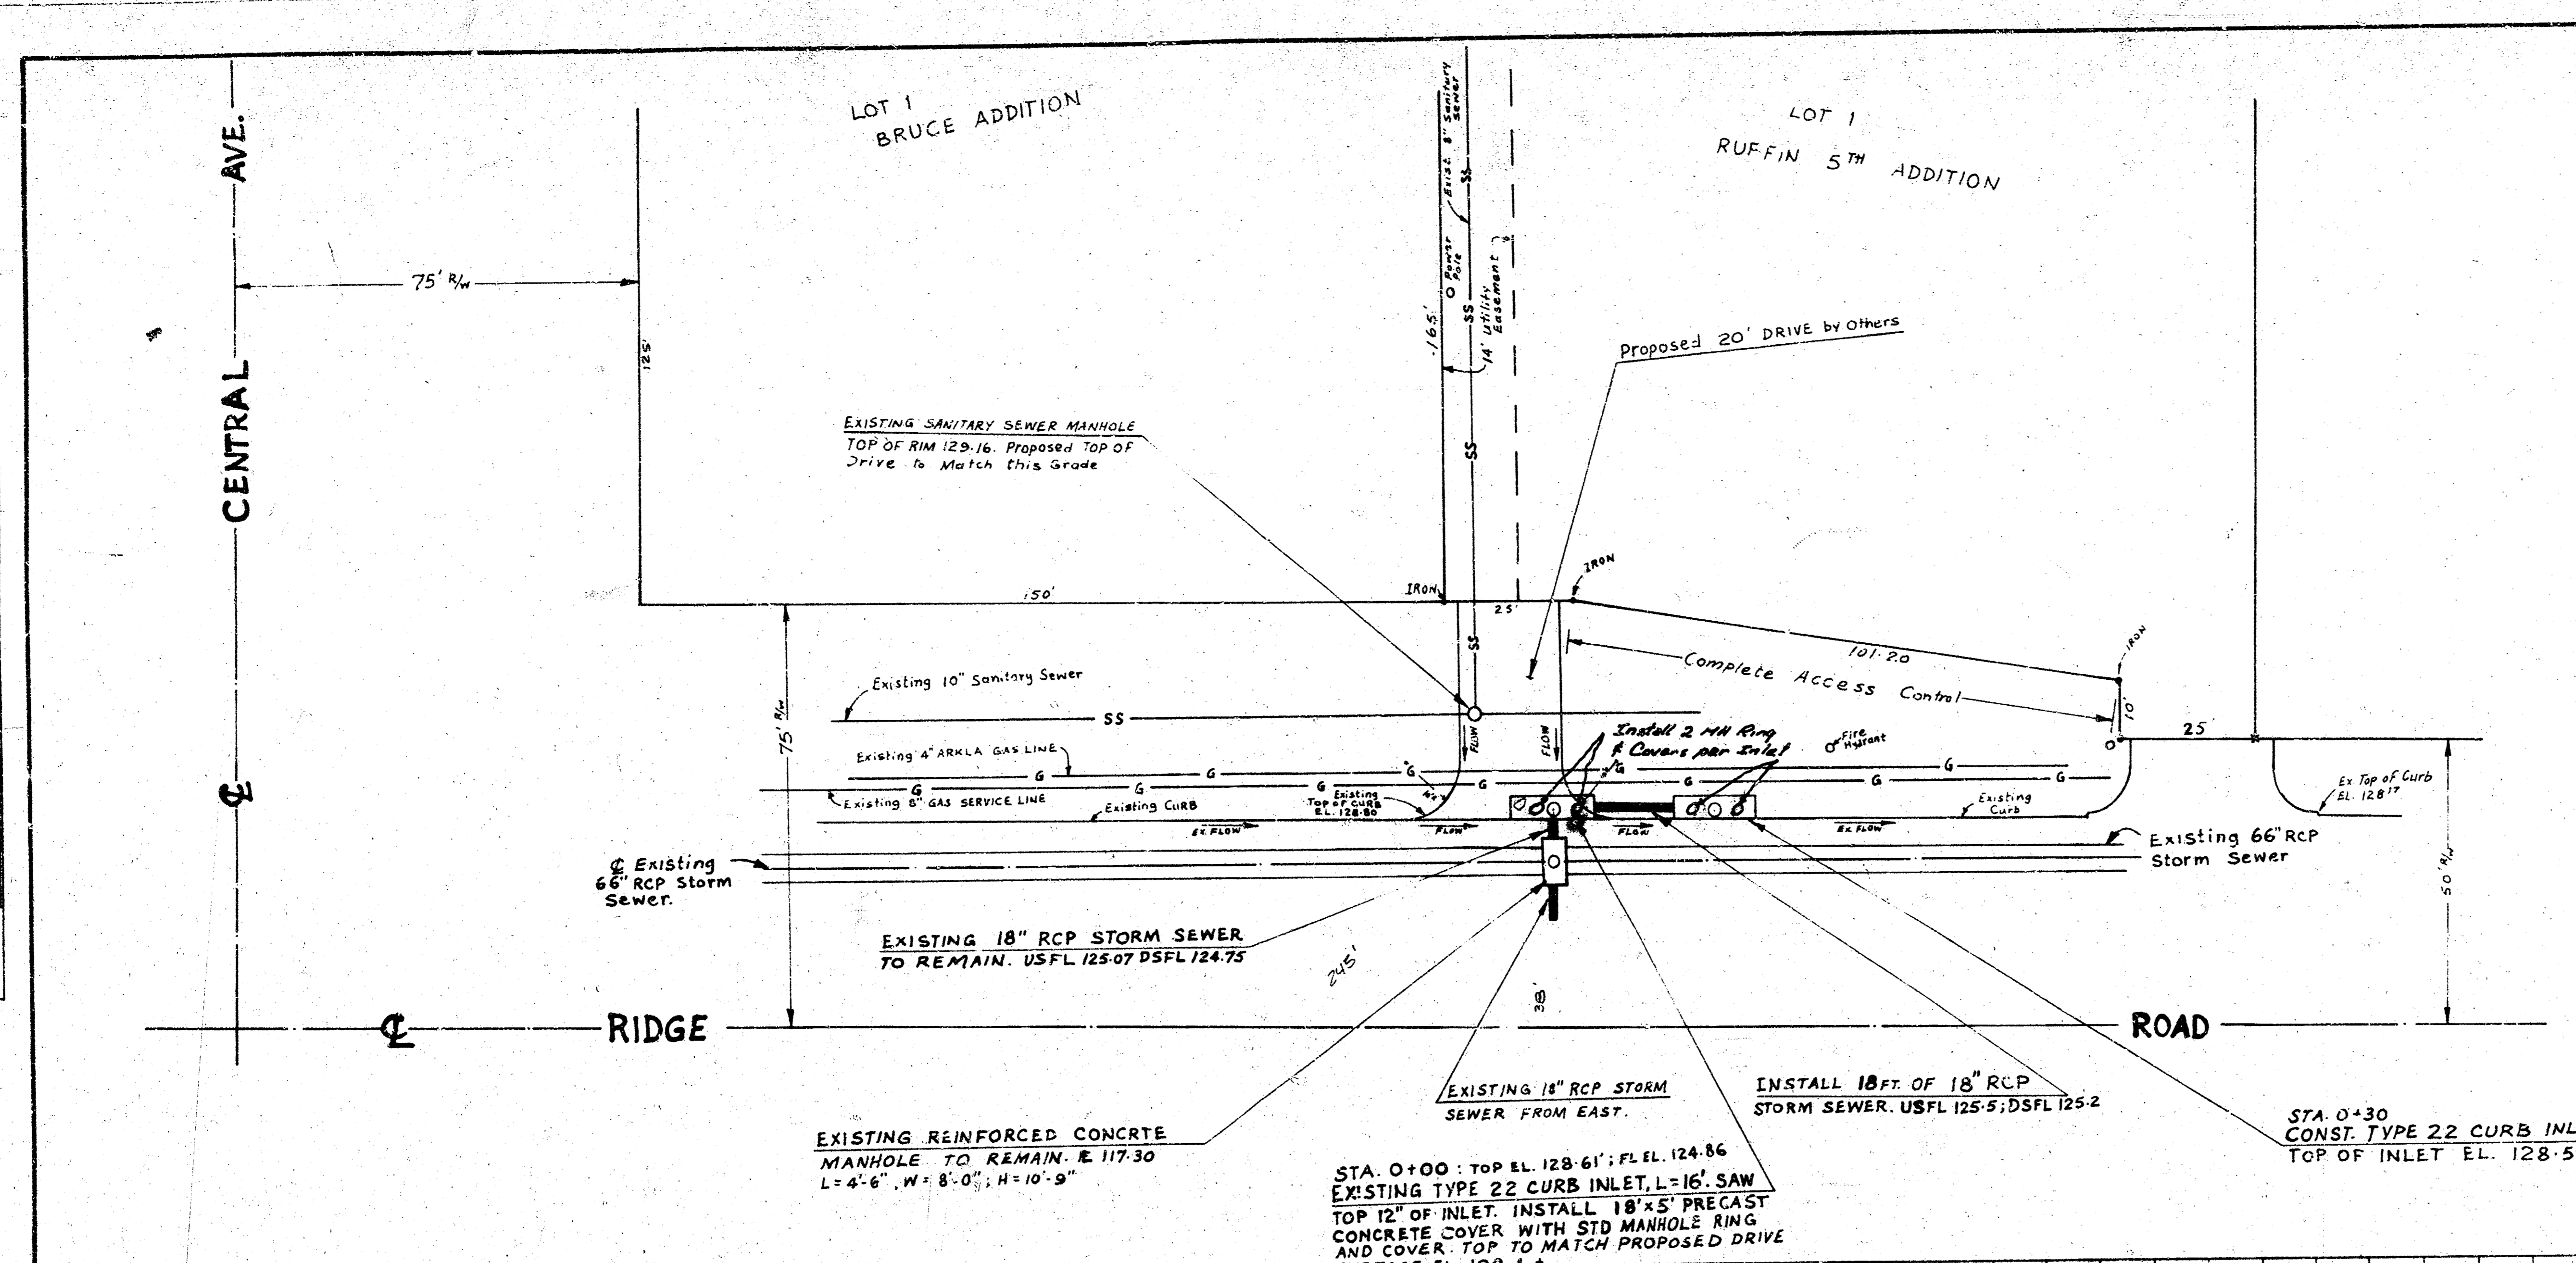 LOT 1
BRUCE ADDITION
LOT 1
RUFFIN 5TH ADDITION
CENTRAL AVE.
75' R/W
125'
Exist. 8" Sanitary
Sewer
SS
Power
Pole
165'
14' Utility
Easement
SS
Proposed 20' DRIVE by Others
EXISTING SANITARY SEWER MANHOLE
TOP OF RIM 129.16. Proposed TOP OF
Drive to Match this Grade
SS
150'
IRON
25'
IRON
SS
101.20
Complete Access Control
IRON
10'
25
Existing 10" Sanitary Sewer
SS
75' R/W
FLOW
FLOW
Install 2 MH Ring
& Covers per Inlet
Fire
Hydrant
Existing 4" ARKLA GAS LINE
G G G G G
G G G G G G
Existing 8" GAS SERVICE LINE
Existing CURB
Existing
Top of CURB
EL. 128.80
Existing
Curb
Ex. Top of Curb
EL. 128.17
EX. FLOW
FLOW
FLOW
EX. FLOW
℄
℄ Existing
66" RCP Storm
Sewer.
Existing 66" RCP
Storm Sewer
50' R/W
EXISTING 18" RCP STORM SEWER
TO REMAIN. USFL 125.07 DSFL 124.75
245'
38'
℄ RIDGE ROAD
EXISTING REINFORCED CONCRTE
MANHOLE TO REMAIN. ℄ 117.30
L=4'-6", W=8'-0"; H=10'-9"
EXISTING 18" RCP STORM
SEWER FROM EAST.
INSTALL 18 FT. OF 18" RCP
STORM SEWER. USFL 125.5; DSFL 125.2
STA. 0+30
CONST. TYPE 22 CURB INL
TOP OF INLET EL. 128.5
STA. 0+00 : TOP EL. 128.61'; FL EL. 124.86
EXISTING TYPE 22 CURB INLET, L=16'. SAW
TOP 12" OF INLET. INSTALL 18'x5' PRECAST
CONCRETE COVER WITH STD MANHOLE RING
AND COVER. TOP TO MATCH PROPOSED DRIVE